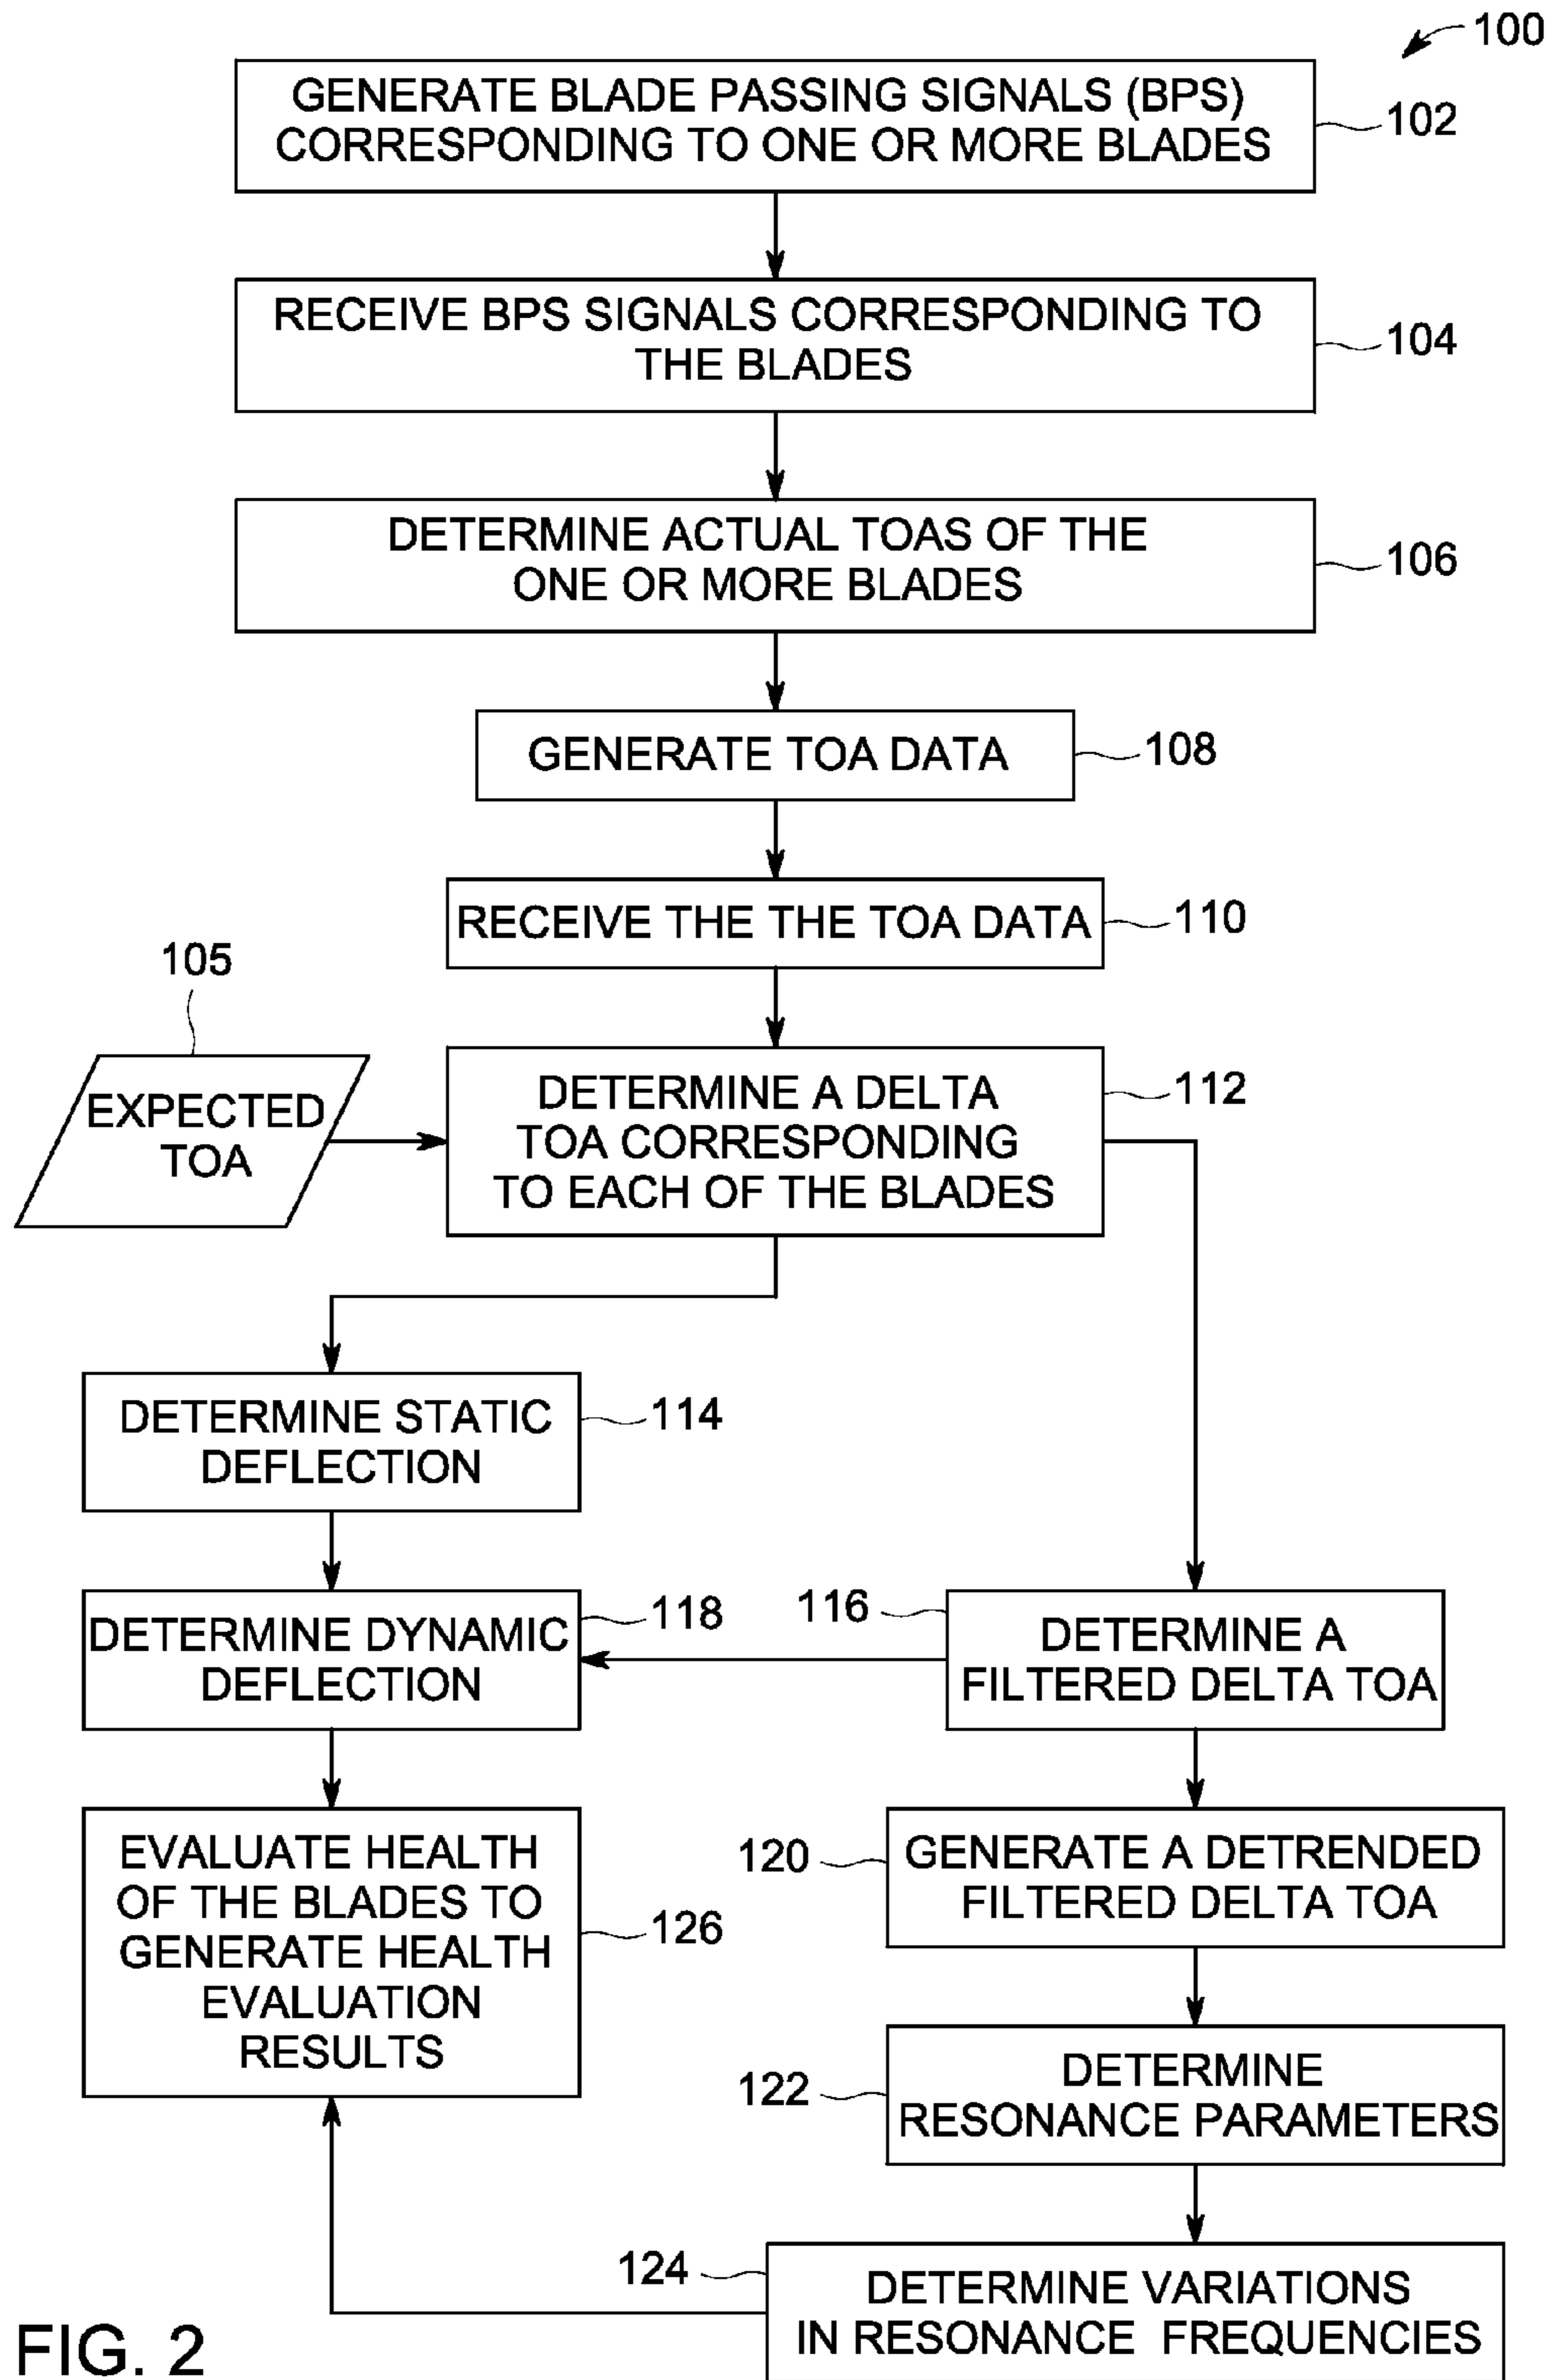 100
GENERATE BLADE PASSING SIGNALS (BPS)
CORRESPONDING TO ONE OR MORE BLADES
102
RECEIVE BPS SIGNALS CORRESPONDING TO
THE BLADES
104
DETERMINE ACTUAL TOAS OF THE
ONE OR MORE BLADES
106
GENERATE TOA DATA
108
RECEIVE THE THE TOA DATA
110
105
EXPECTED
TOA
DETERMINE A DELTA
TOA CORRESPONDING
TO EACH OF THE BLADES
112
DETERMINE STATIC
DEFLECTION
114
DETERMINE DYNAMIC
DEFLECTION
118
116
DETERMINE A
FILTERED DELTA TOA
EVALUATE HEALTH
OF THE BLADES TO
GENERATE HEALTH
EVALUATION
RESULTS
126
120
GENERATE A DETRENDED
FILTERED DELTA TOA
122
DETERMINE
RESONANCE PARAMETERS
124
DETERMINE VARIATIONS
IN RESONANCE FREQUENCIES
FIG. 2